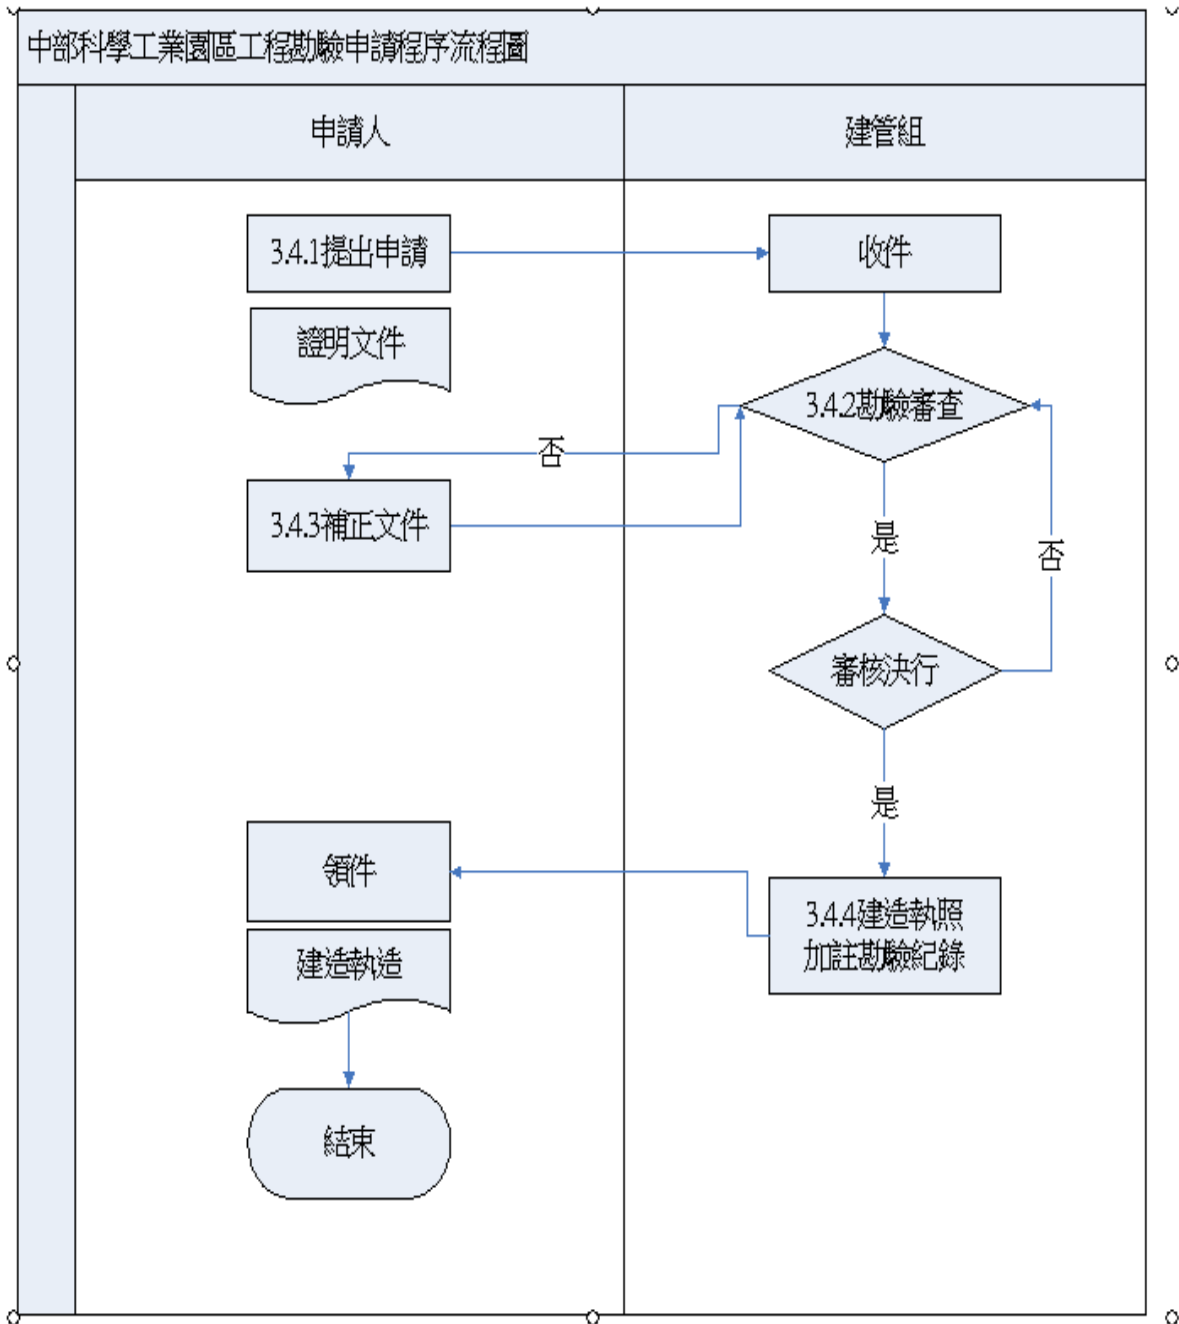 中部科學工業園區工程勘驗申請程序流程圖
申請人
建管組
3.4.1提出申請
收件
證明文件
3.4.2勘驗審查
否
3.4.3補正文件
是
否
審核決行
是
領件
3.4.4建造執照
加註勘驗紀錄
建造執造
結束